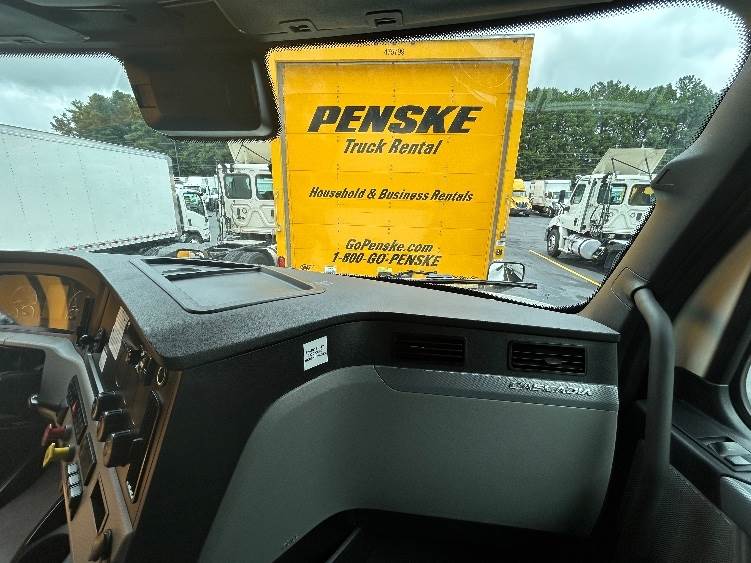 PENSKE
Truck Rental
Household & Business Rentals
GoPenske.com
1-800-GO-PENSKE
CASCADIA